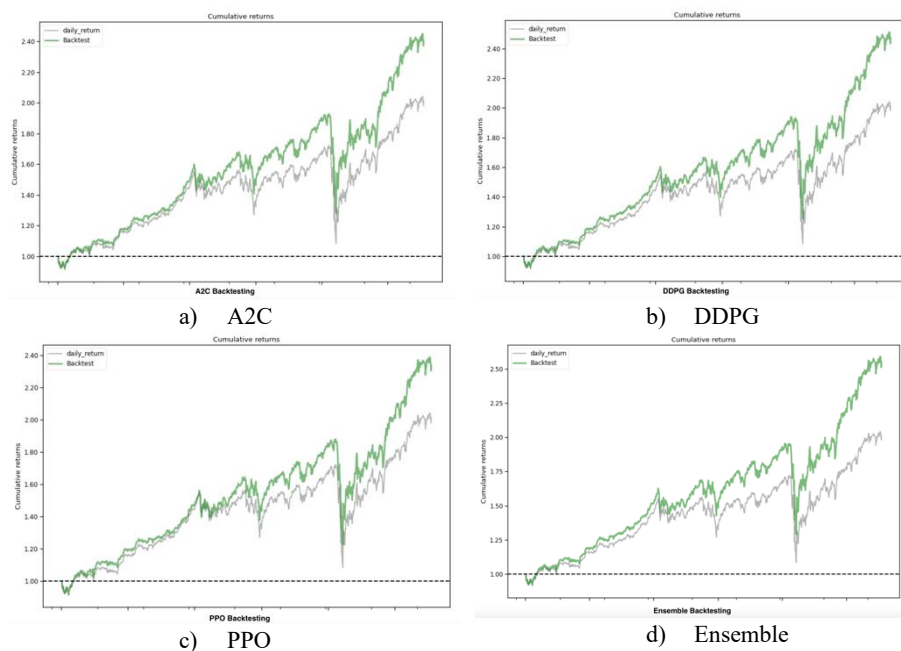 Cumulative returns
daily_return
Backtest
2.40
2.20
2.00
1.80
1.60
1.40
1.20
1.00
Cumulative returns
A2C Backtesting
a) A2C
Cumulative returns
daily_return
Backtest
2.40
2.20
2.00
1.80
1.60
1.40
1.20
1.00
Cumulative returns
DDPG Backtesting
b) DDPG
Cumulative returns
daily_return
Backtest
2.40
2.20
2.00
1.80
1.60
1.40
1.20
1.00
Cumulative returns
PPO Backtesting
c) PPO
Cumulative returns
daily_return
Backtest
2.50
2.25
2.00
1.75
1.50
1.25
1.00
Cumulative returns
Ensemble Backtesting
d) Ensemble